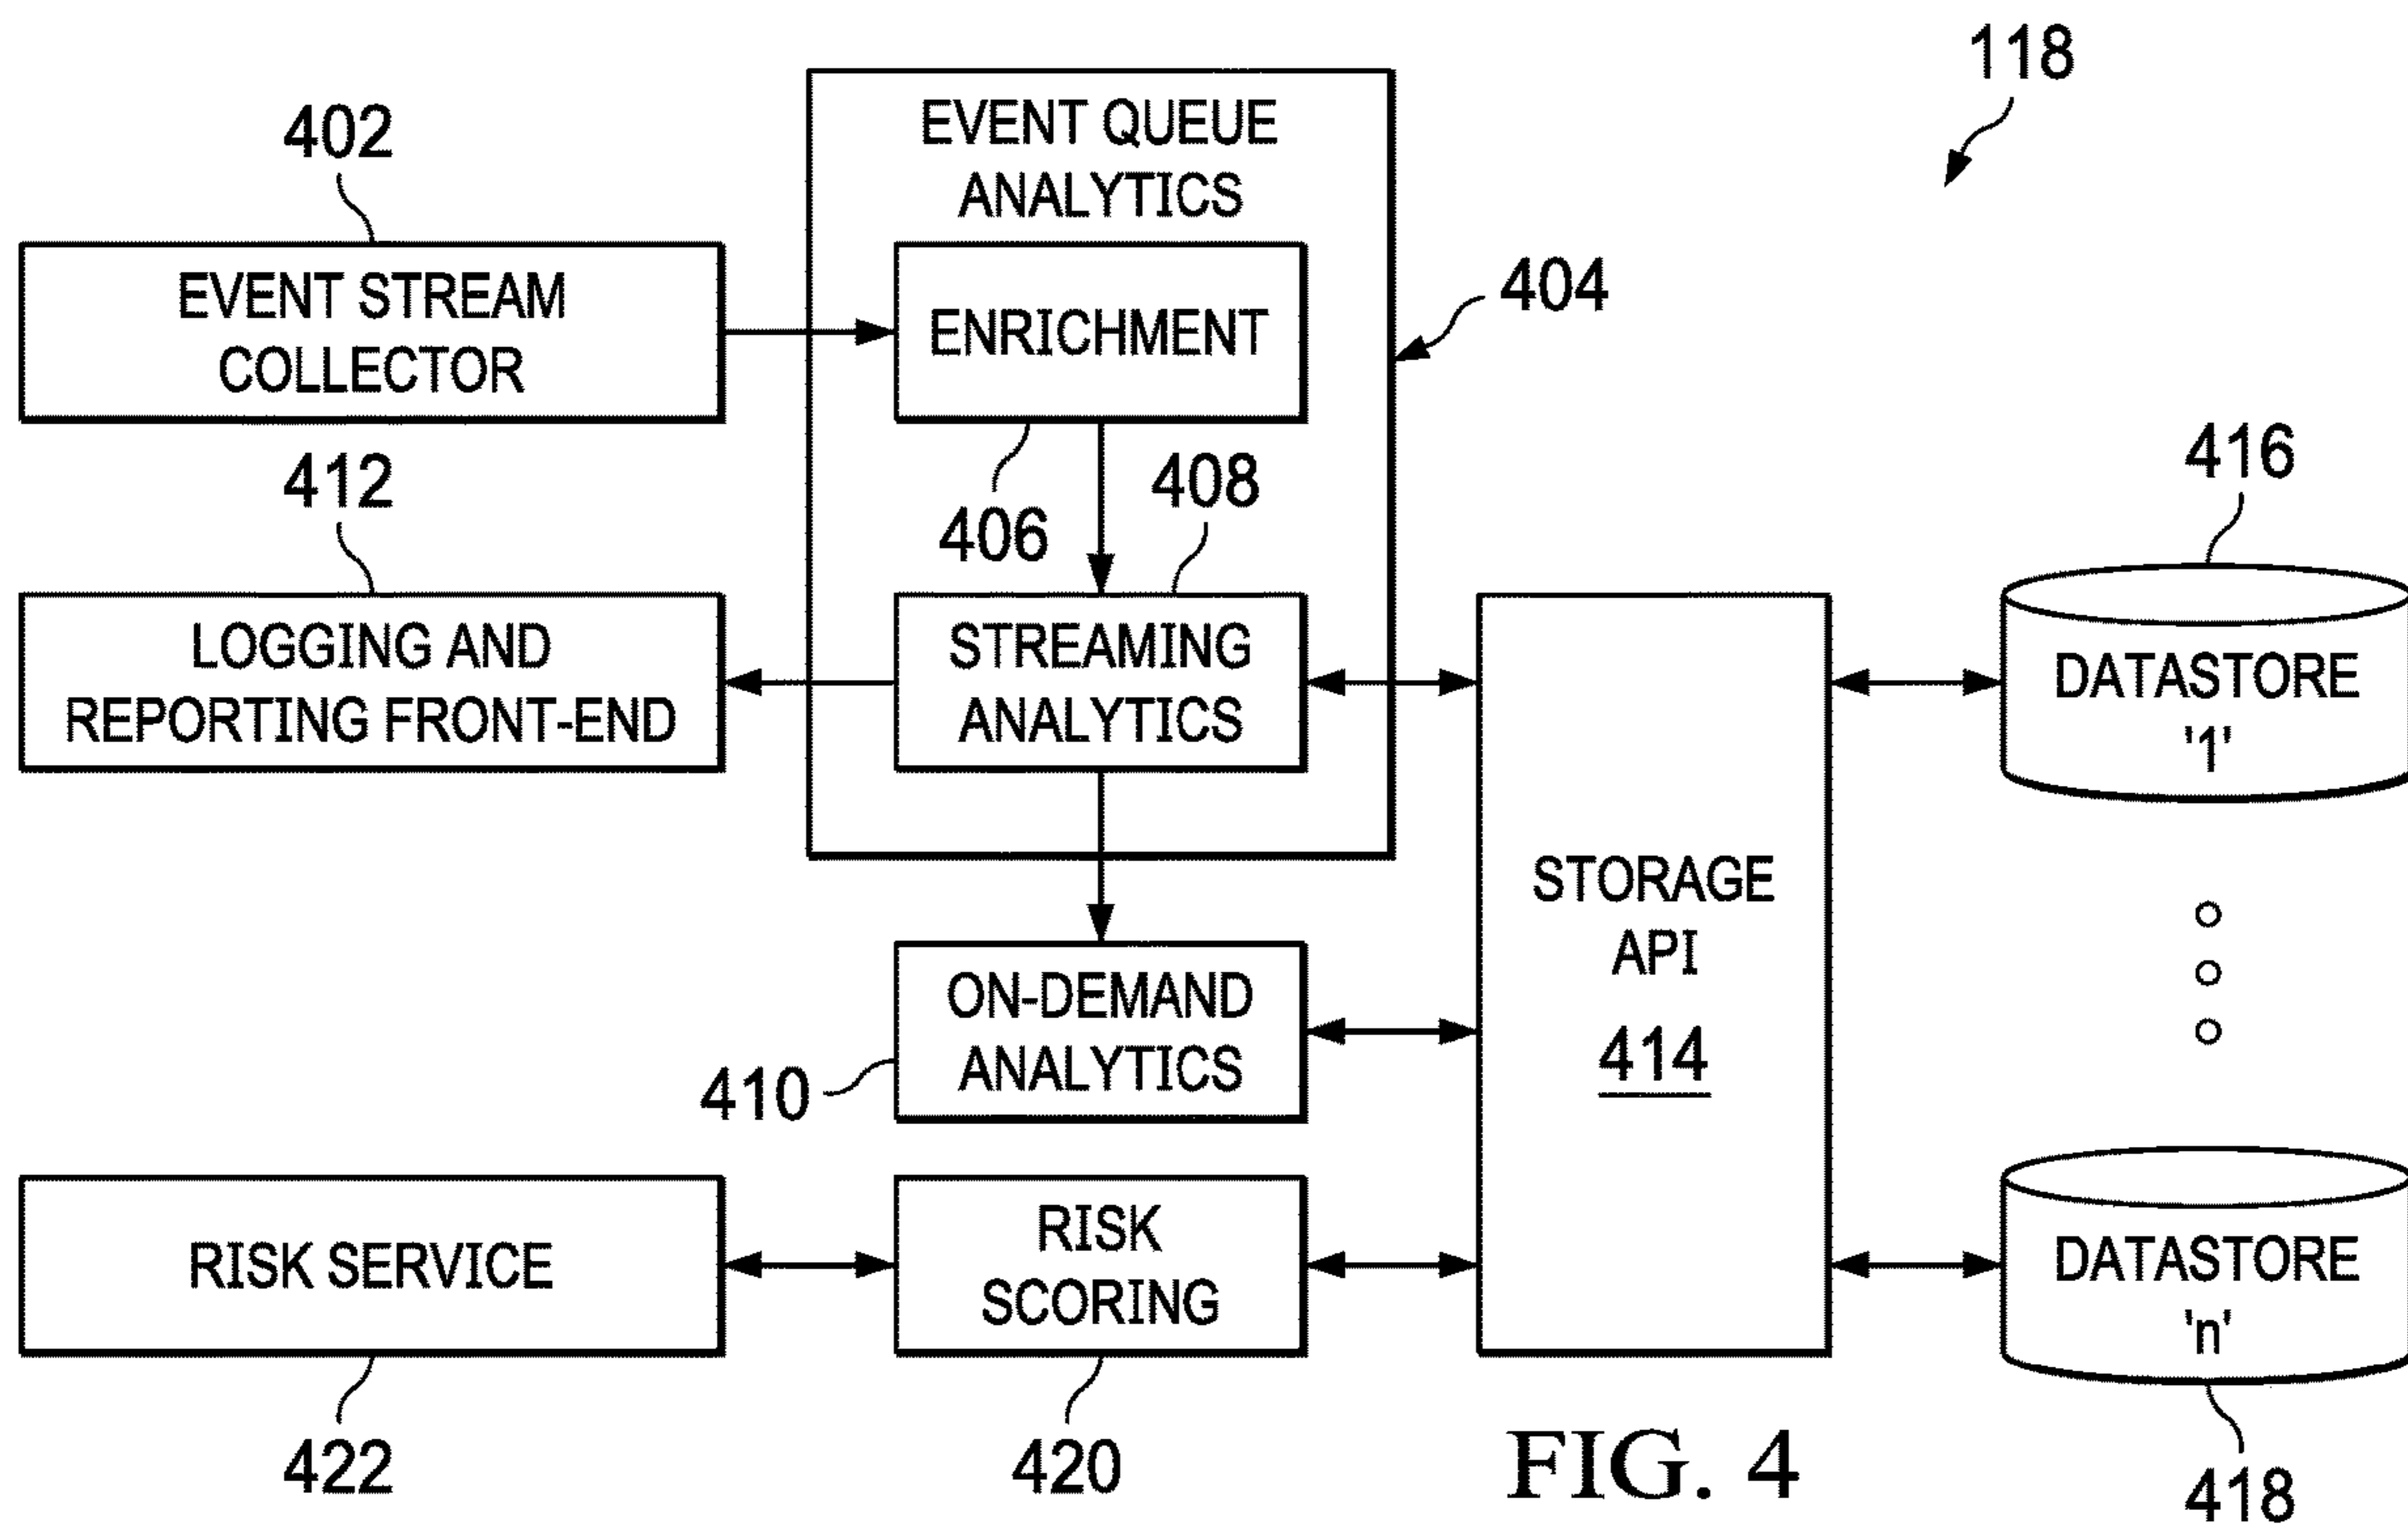 118
402
EVENT QUEUE
ANALYTICS
EVENT STREAM
COLLECTOR
ENRICHMENT
404
412
406
408
416
LOGGING AND
REPORTING FRONT-END
STREAMING
ANALYTICS
DATASTORE
'1'
STORAGE
API
414
ON-DEMAND
ANALYTICS
410
RISK SERVICE
RISK
SCORING
DATASTORE
'n'
422
420
FIG. 4
418